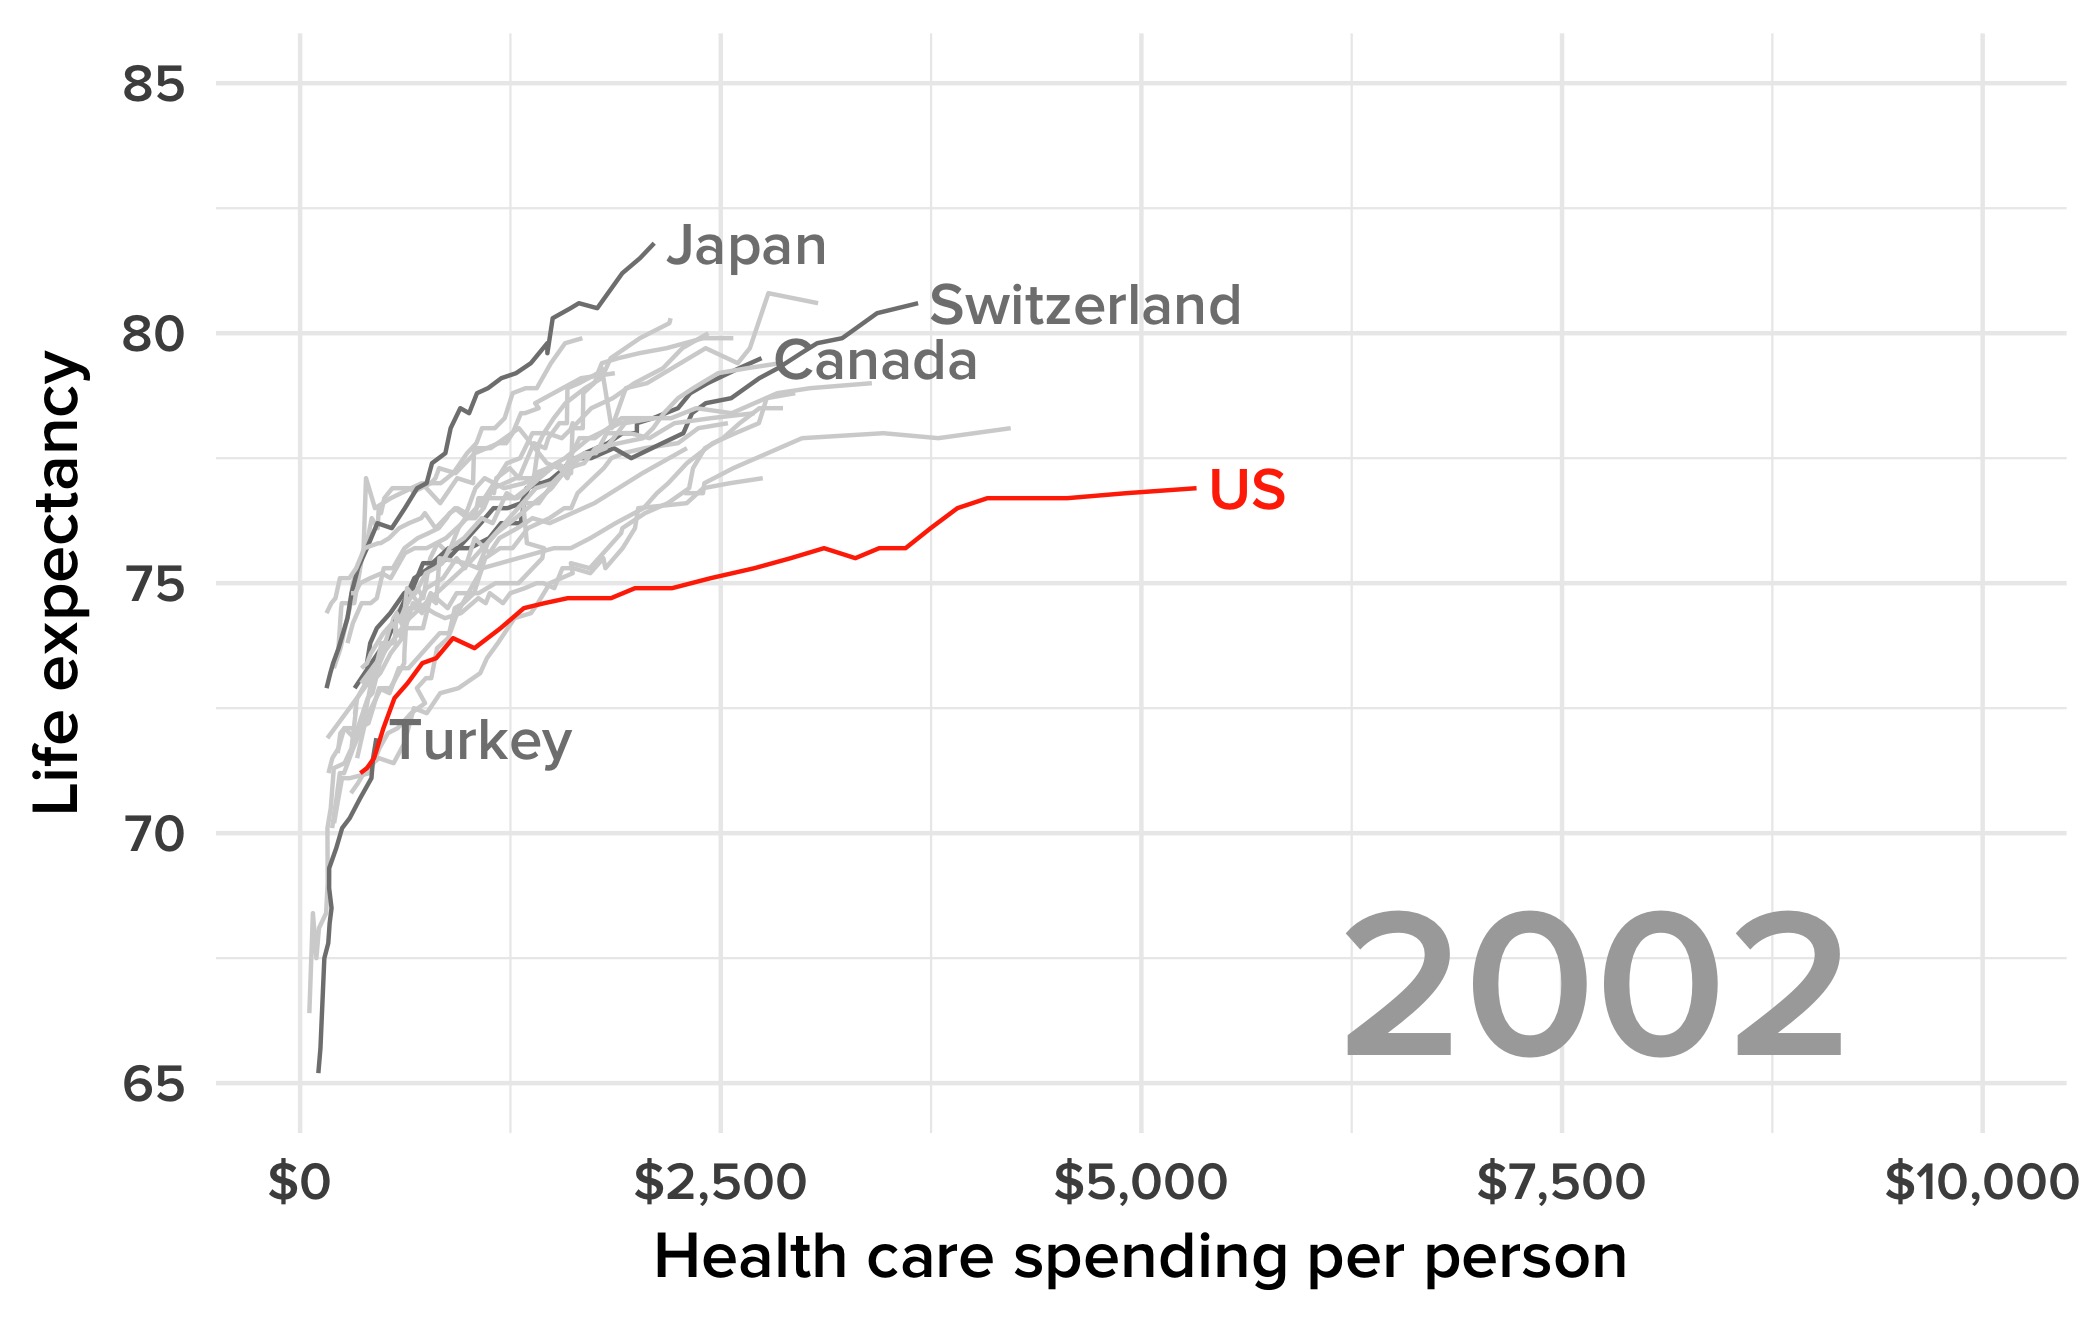 85
Japan
Switzerland
80
Canada
US
75
Turkey
70
2002
65
$0
$2,500
$5,000
$7,500
$10,000
Life expectancy
Health care spending per person